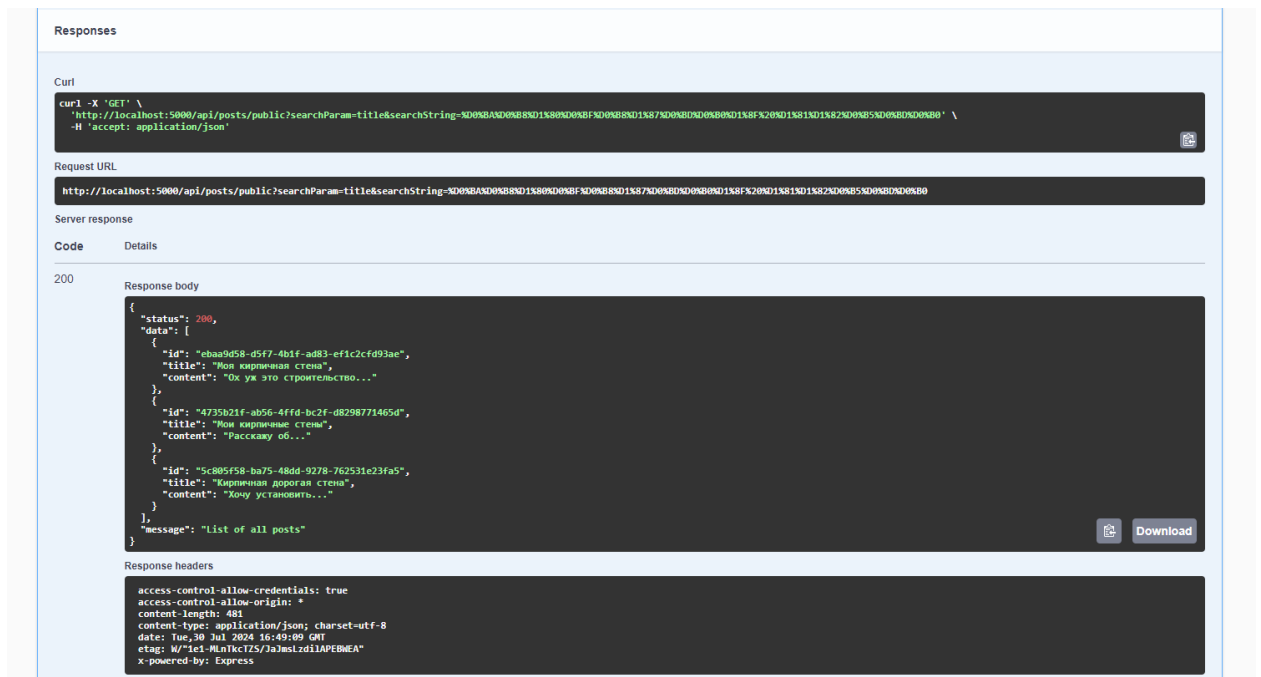 Responses
Curl
curl -X 'GET' \
'http://localhost:5000/api/posts/public?searchParam=title&searchString=%D0%BA%D0%B8%D1%80%D0%BF%D0%B8%D1%87%D0%BD%D0%B0%D1%8F%20%D1%81%D1%82%D0%B5%D0%BD%D0%B0' \
-H 'accept: application/json'
Request URL
http://localhost:5000/api/posts/public?searchParam=title&searchString=%D0%BA%D0%B8%D1%80%D0%BF%D0%B8%D1%87%D0%BD%D0%B0%D1%8F%20%D1%81%D1%82%D0%B5%D0%BD%D0%B0
Server response
Code Details
200
Response body
{
"status": 200,
"data": [
{
"id": "ebaa9d58-d5f7-4b1f-ad83-ef1c2cfd93ae",
"title": "Моя кирпичная стена",
"content": "Ох уж это строительство..."
},
{
"id": "4735b21f-ab56-4ffd-bc2f-d8298771465d",
"title": "Мои кирпичные стены",
"content": "Расскажу об..."
},
{
"id": "5c805f58-ba75-48dd-9278-762531e23fa5",
"title": "Кирпичная дорогая стена",
"content": "Хочу установить..."
}
],
"message": "List of all posts"
}
Download
Response headers
access-control-allow-credentials: true
access-control-allow-origin: *
content-length: 481
content-type: application/json; charset=utf-8
date: Tue,30 Jul 2024 16:49:09 GMT
etag: W/"1e1-MLnTkcTZS/JaJmsLzdilAPEBWEA"
x-powered-by: Express